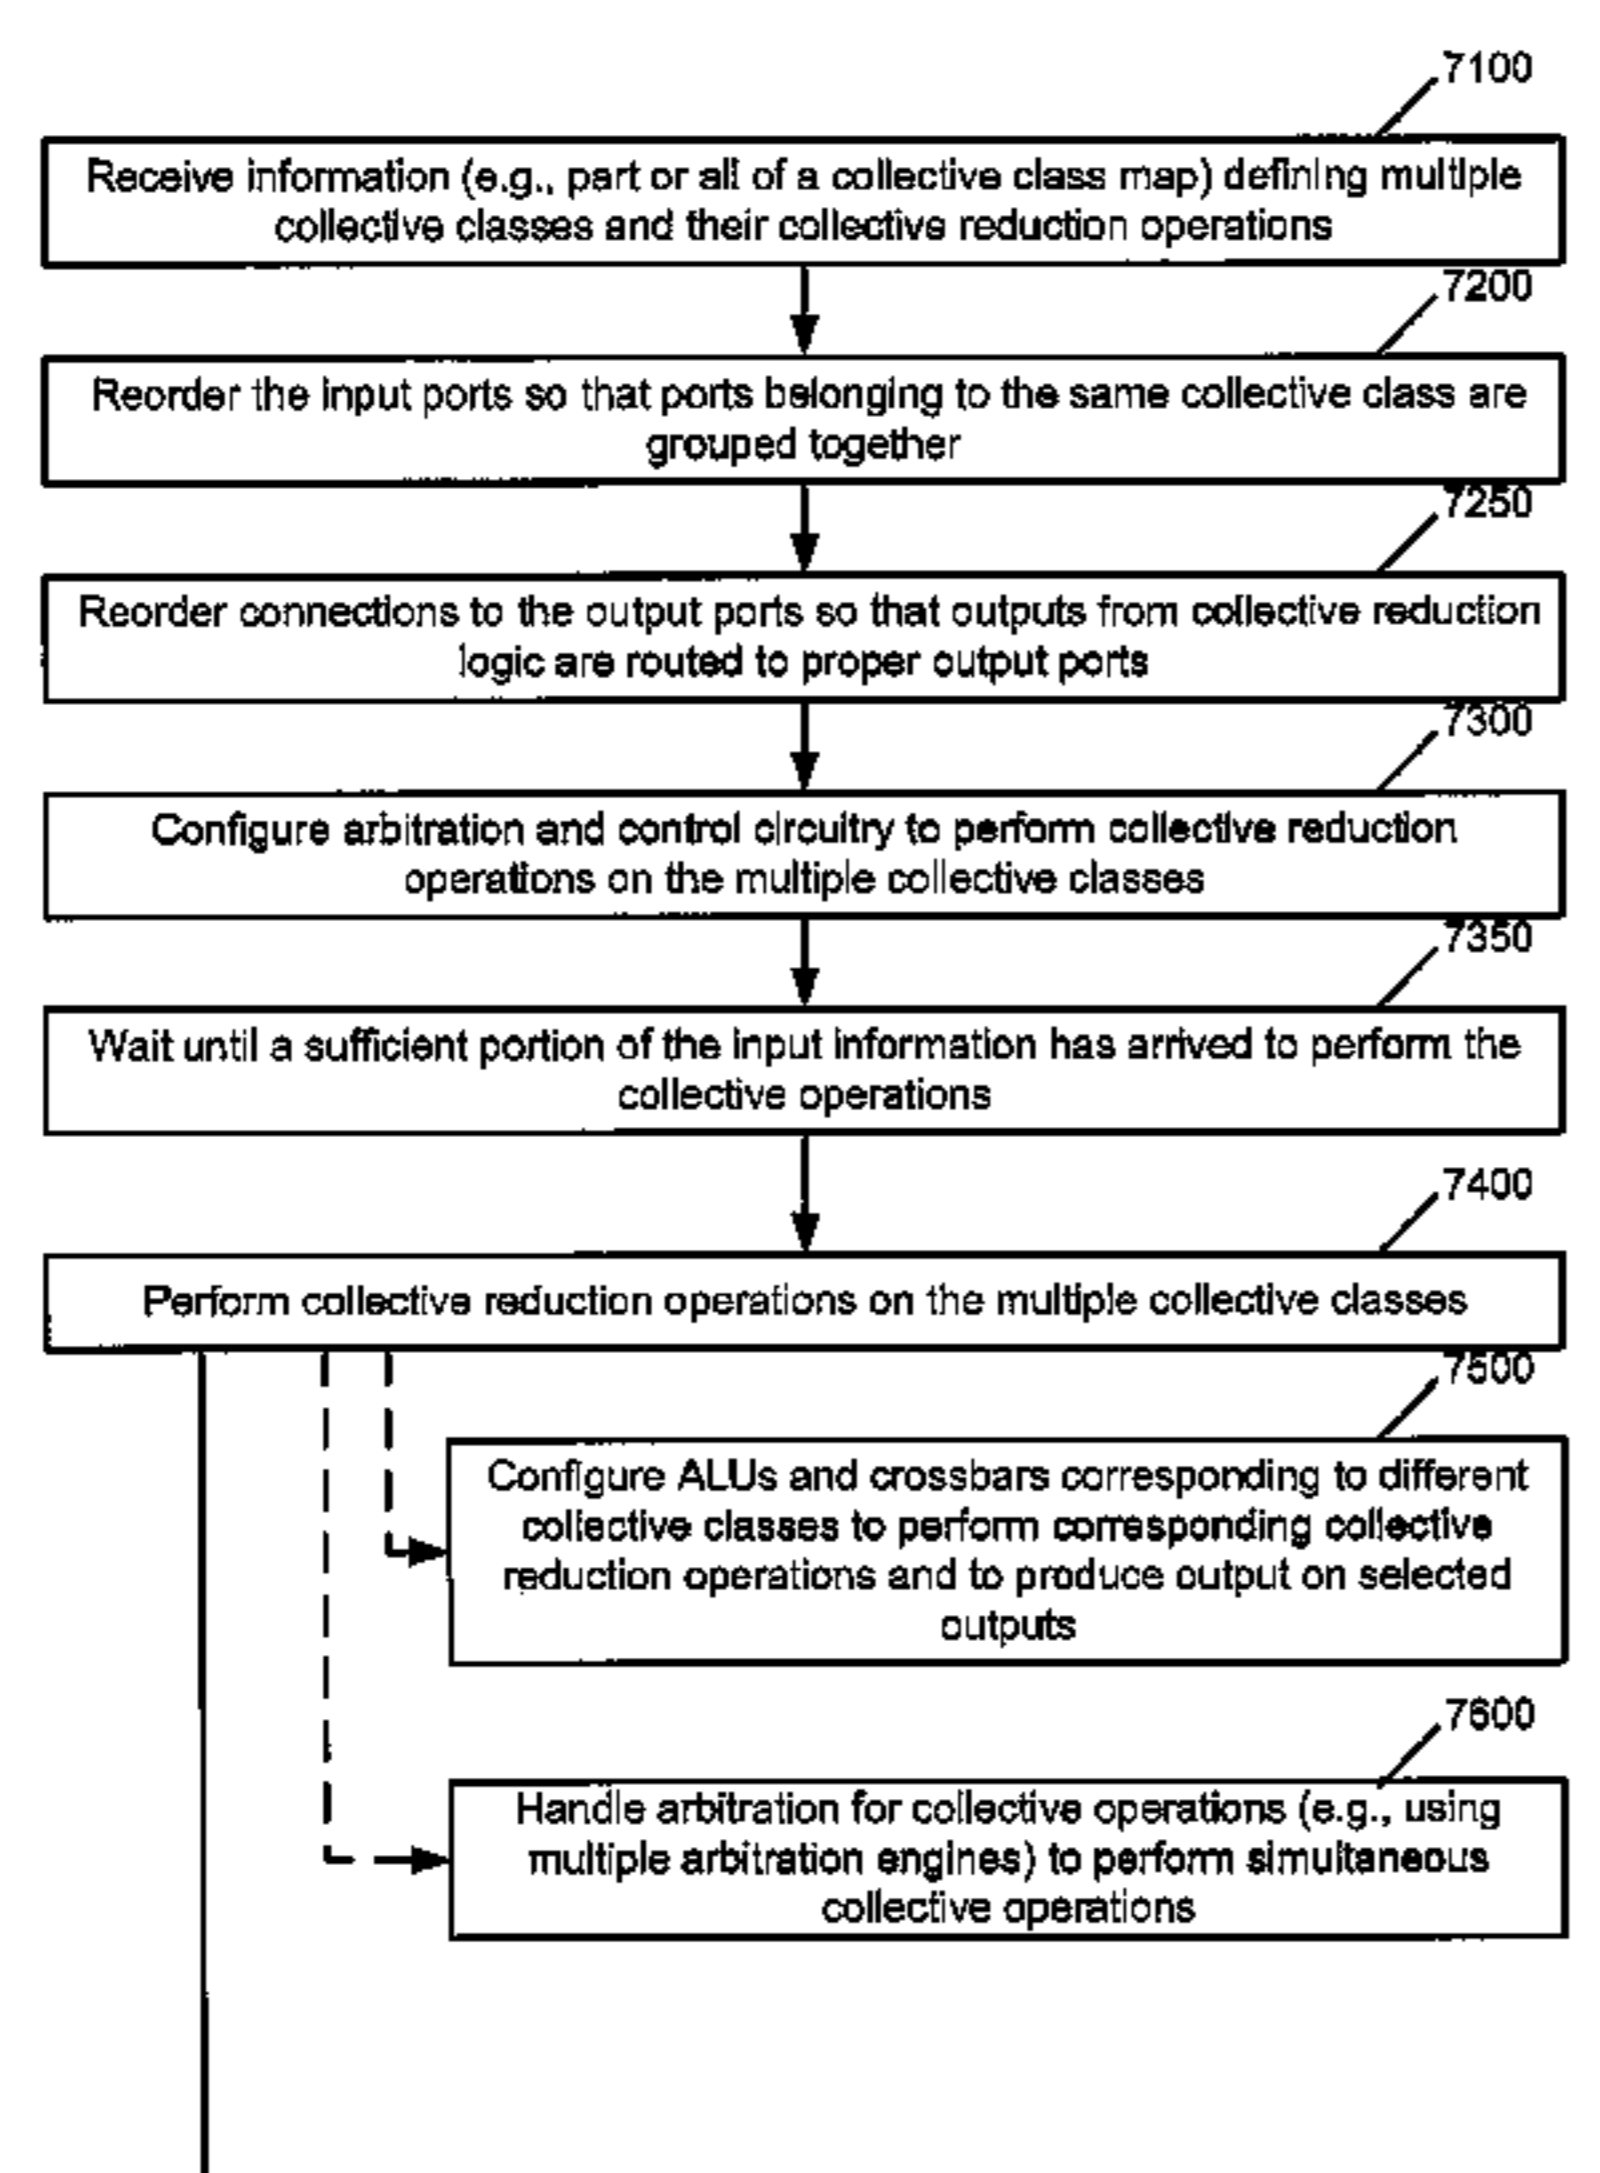 7100
Receive information (e.g., part or all of a collective class map) defining multiple
collective classes and their collective reduction operations
7200
Reorder the input ports so that ports belonging to the same collective class are
grouped together
7250
Reorder connections to the output ports so that outputs from collective reduction
logic are routed to proper output ports
7300
Configure arbitration and control circuitry to perform collective reduction
operations on the multiple collective classes
7350
Wait until a sufficient portion of the input information has arrived to perform the
collective operations
7400
Perform collective reduction operations on the multiple collective classes
7500
Configure ALUs and crossbars corresponding to different
collective classes to perform corresponding collective
reduction operations and to produce output on selected
outputs
7600
Handle arbitration for collective operations (e.g., using
multiple arbitration engines) to perform simultaneous
collective operations